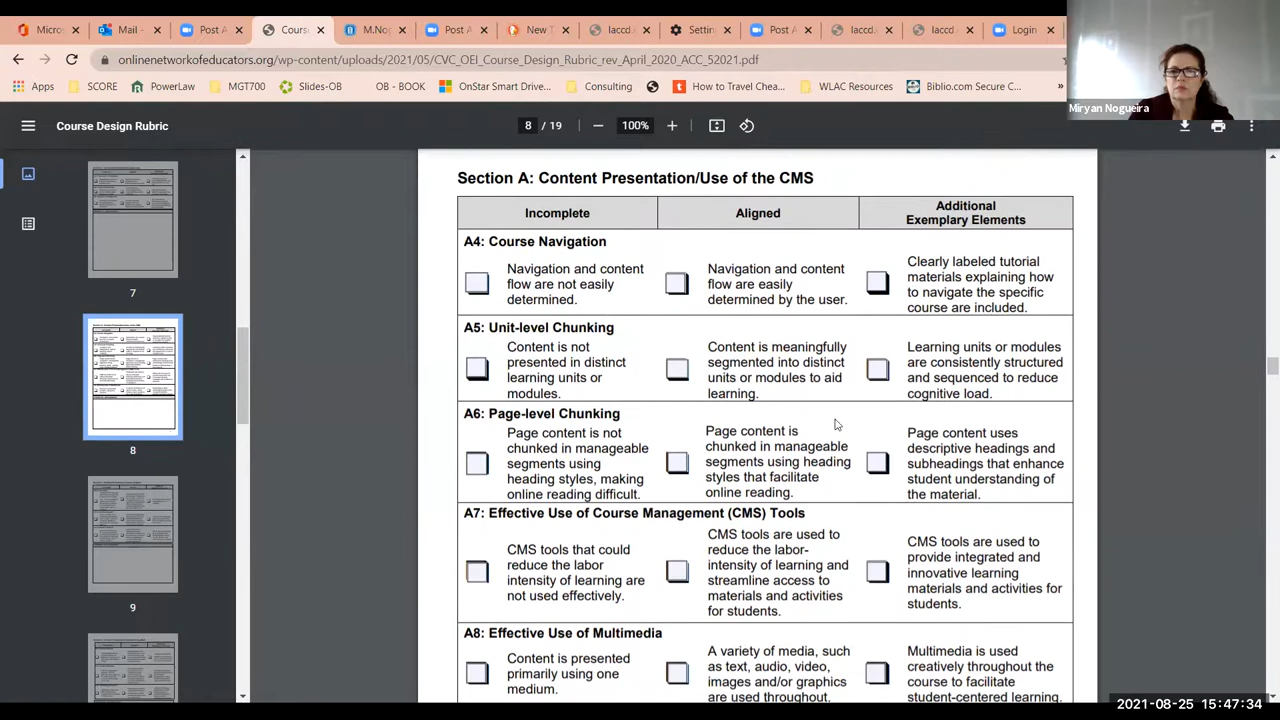 Micros
Mail -
Post A
Cours
M.Nog
Post A
New T
laccd.
Settin
Post A
laccd.
laccd
Login
onlinenetworkofeducators.org/wp-content/uploads/2021/05/CVC_OEI_Course_Design_Rubric_rev_April_2020_ACC_52021.pdf
Apps
SCORE
PowerLaw
MGT700
Slides-OB
OB - BOOK
OnStar Smart Drive...
Consulting
How to Travel Chea...
WLAC Resources
Biblio.com Secure C...
»
Miryan Nogueira
Course Design Rubric
8 / 19
100%
7
8
9
Section A: Content Presentation/Use of the CMS
Incomplete
Aligned
Additional
Exemplary Elements
A4: Course Navigation
Navigation and content
flow are not easily
determined.
Navigation and content
flow are easily
determined by the user.
Clearly labeled tutorial
materials explaining how
to navigate the specific
course are included.
A5: Unit-level Chunking
Content is not
presented in distinct
learning units or
modules.
Content is meaningfully
segmented into distinct
units or modules to aid
learning.
Learning units or modules
are consistently structured
and sequenced to reduce
cognitive load.
A6: Page-level Chunking
Page content is not
chunked in manageable
segments using
heading styles, making
online reading difficult.
Page content is
chunked in manageable
segments using heading
styles that facilitate
online reading.
Page content uses
descriptive headings and
subheadings that enhance
student understanding of
the material.
A7: Effective Use of Course Management (CMS) Tools
CMS tools that could
reduce the labor
intensity of learning are
not used effectively.
CMS tools are used to
reduce the labor-
intensity of learning and
streamline access to
materials and activities
for students.
CMS tools are used to
provide integrated and
innovative learning
materials and activities for
students.
A8: Effective Use of Multimedia
Content is presented
primarily using one
medium.
A variety of media, such
as text, audio, video,
images and/or graphics
are used throughout.
Multimedia is used
creatively throughout the
course to facilitate
student-centered learning.
2021-08-25 15:47:34